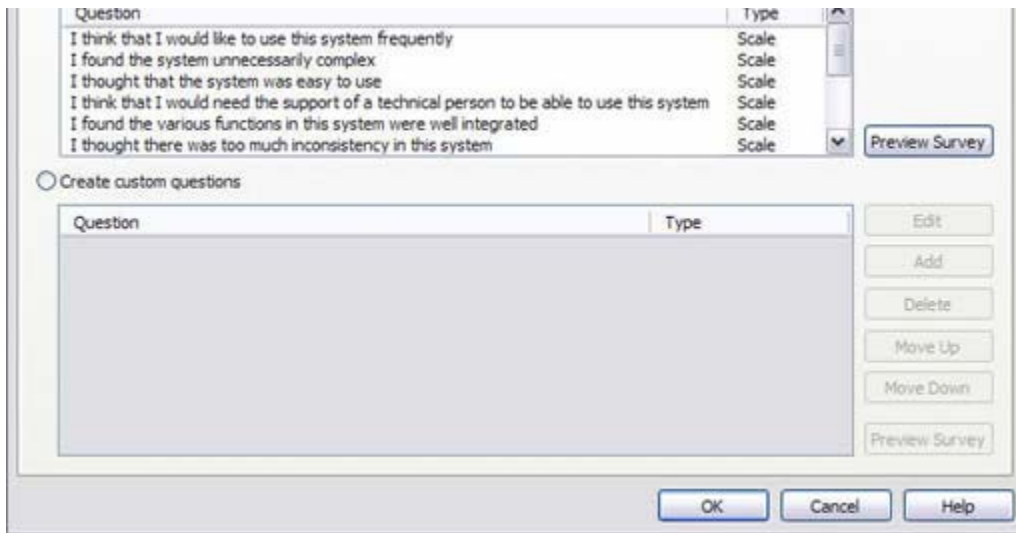 Question Type
I think that I would like to use this system frequently Scale
I found the system unnecessarily complex Scale
I thought that the system was easy to use Scale
I think that I would need the support of a technical person to be able to use this system Scale
I found the various functions in this system were well integrated Scale
I thought there was too much inconsistency in this system Scale
Preview Survey
Create custom questions
Question Type
Edit
Add
Delete
Move Up
Move Down
Preview Survey
OK Cancel Help